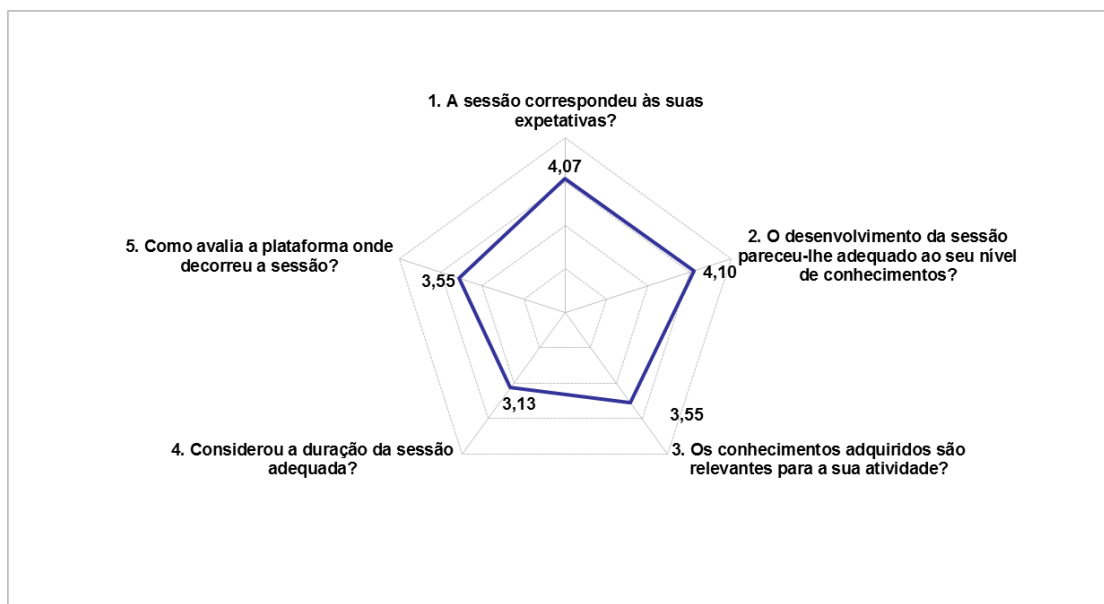 1. A sessão correspondeu às suas
expetativas?
4,07
2. O desenvolvimento da sessão
pareceu-lhe adequado ao seu nível
de conhecimentos?
4,10
5. Como avalia a plataforma onde
decorreu a sessão?
3,55
3,13
3,55
4. Considerou a duração da sessão
adequada?
3. Os conhecimentos adquiridos são
relevantes para a sua atividade?